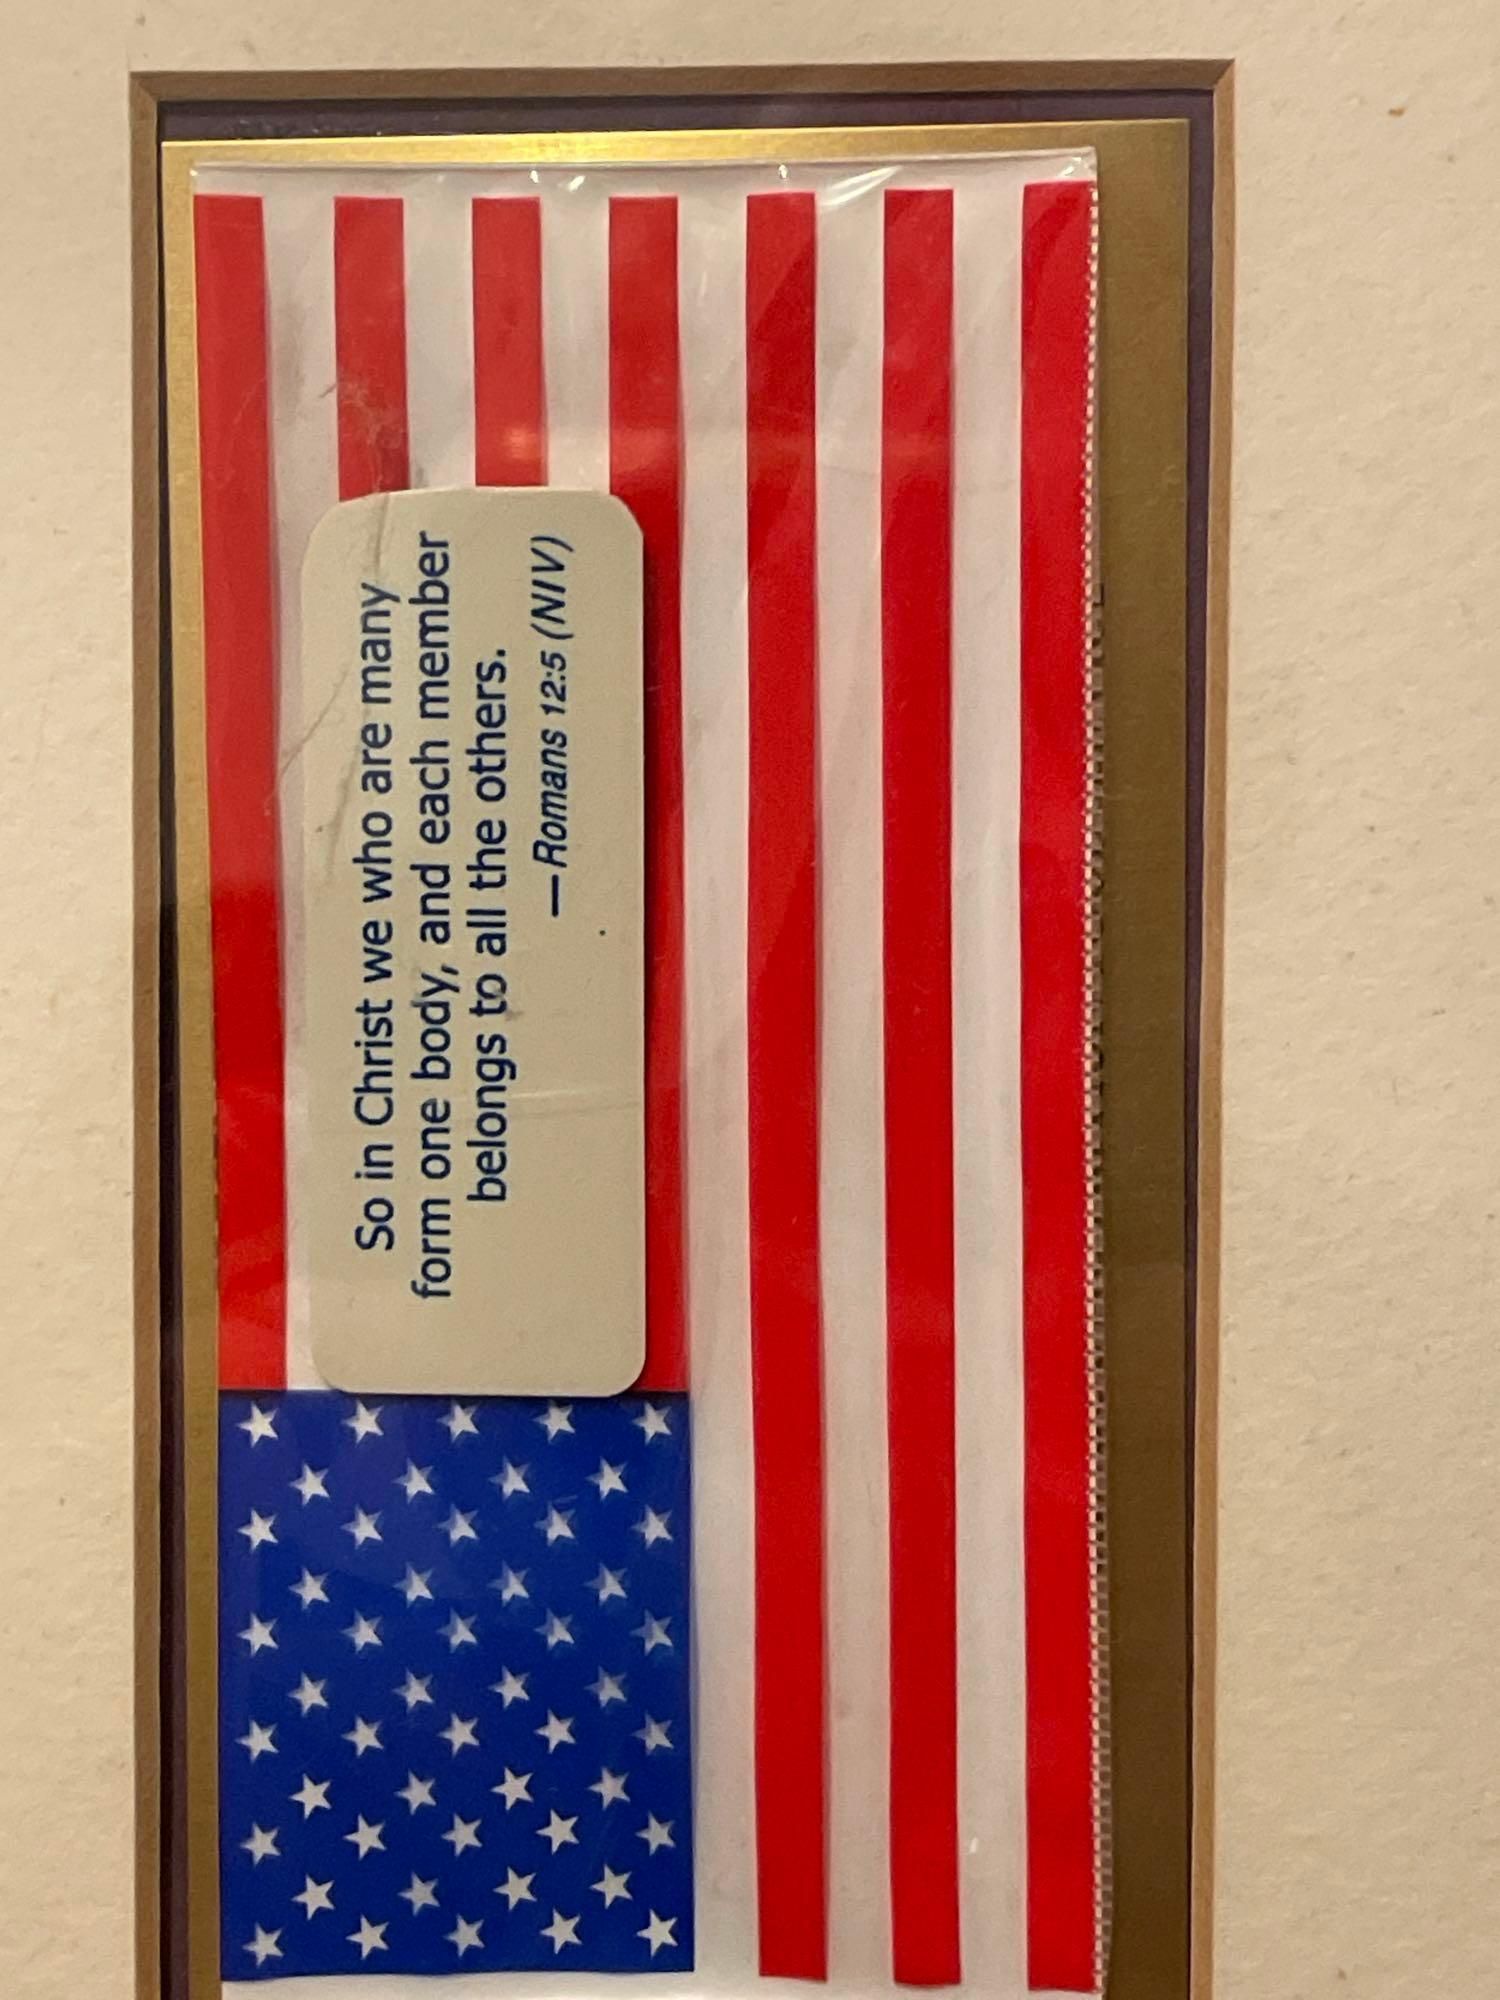 So in Christ we who are many
form one body, and each member
belongs to all the others.
—Romans 12:5 (NIV)